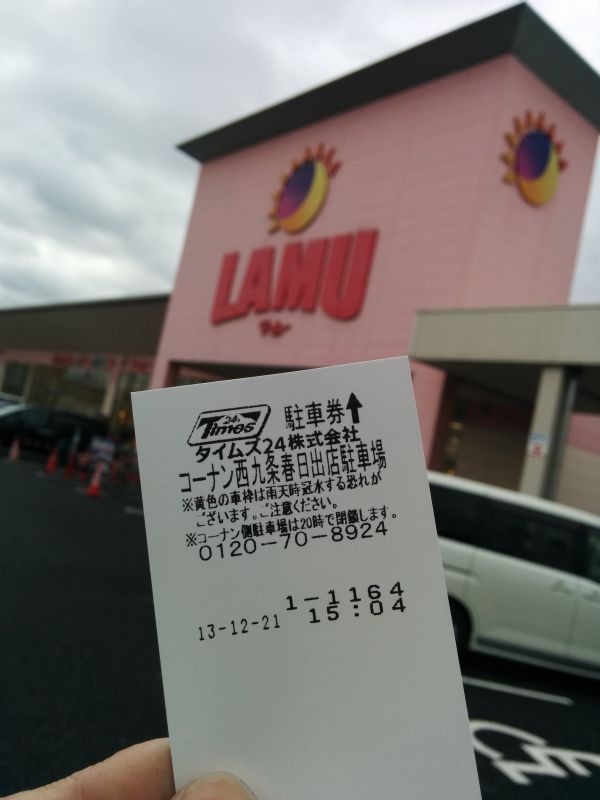 LAMU
ラ・ムー
24h
Times
駐車券↑
タイムズ24株式会社
コーナン西九条春日出店駐車場
※黄色の車枠は雨天時冠水する恐れが
ございます。ご注意ください。
※コーナン側駐車場は20時で閉鎖します。
0120-70-8924
1-1164
13-12-21 15:04